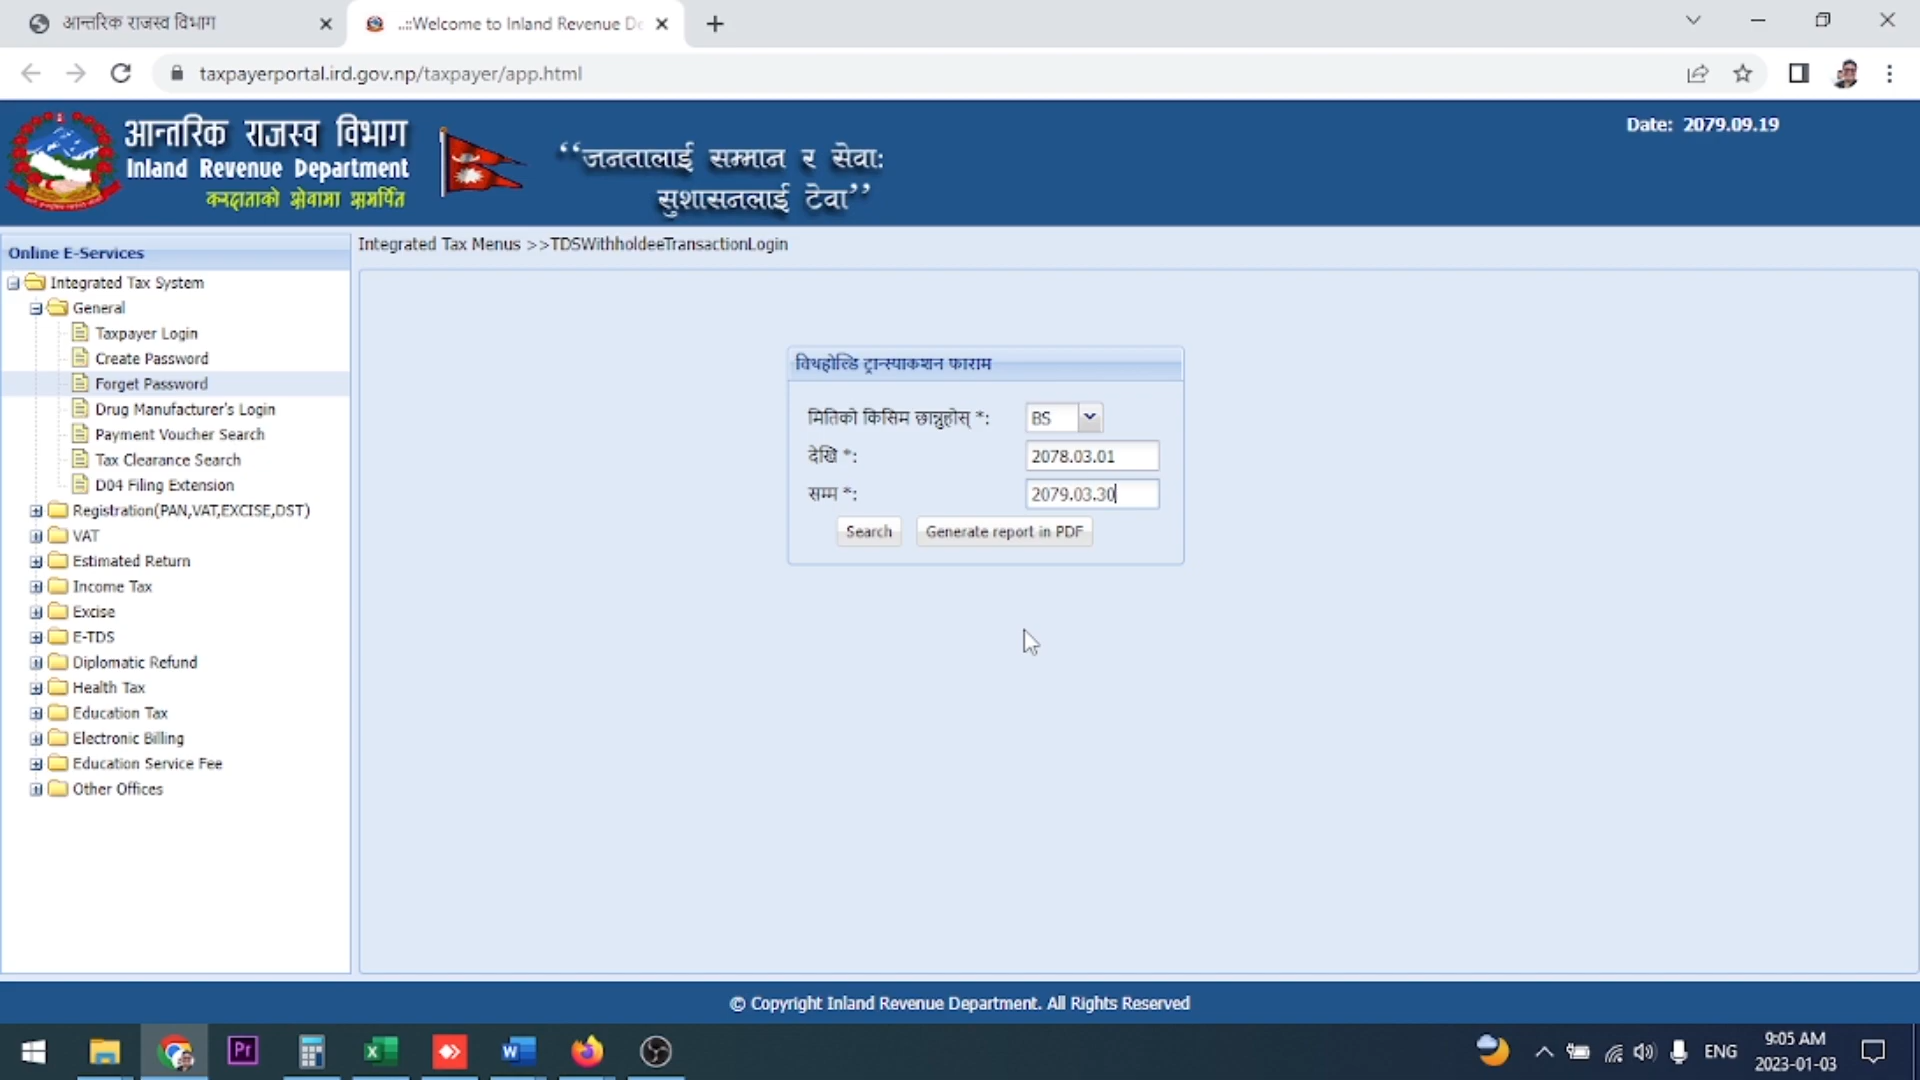 आन्तरिक राजस्व विभाग
..::Welcome to Inland Revenue De
taxpayerportal.ird.gov.np/taxpayer/app.html
आन्तरिक राजस्व विभाग
Inland Revenue Department
करदाताको सेवामा समर्पित
“जनतालाई सम्मान र सेवा:
सुशासनलाई टेवा”
Date: 2079.09.19
Online E-Services
Integrated Tax Menus >>TDSWithholdeeTransactionLogin
Integrated Tax System
General
Taxpayer Login
Create Password
Forget Password
Drug Manufacturer's Login
Payment Voucher Search
Tax Clearance Search
D04 Filing Extension
Registration(PAN,VAT,EXCISE,DST)
VAT
Estimated Return
Income Tax
Excise
E-TDS
Diplomatic Refund
Health Tax
Education Tax
Electronic Billing
Education Service Fee
Other Offices
विथहोल्डि ट्रान्स्पाकशन फाराम
मितिको किसिम छान्नुहोस् *: BS
देखि *: 2078.03.01
सम्म *: 2079.03.30
Search Generate report in PDF
© Copyright Inland Revenue Department. All Rights Reserved
Pr
ENG
9:05 AM
2023-01-03